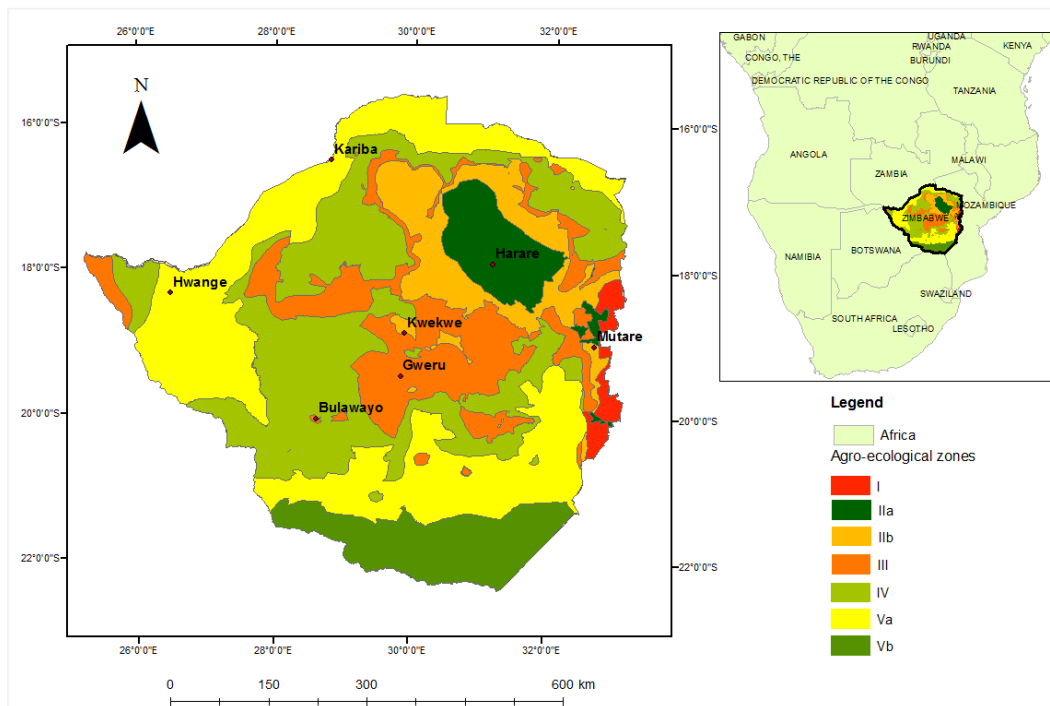 26°0'0"E 28°0'0"E 30°0'0"E 32°0'0"E
N
16°0'0"S
18°0'0"S
20°0'0"S
22°0'0"S
Kariba
Hwange
Harare
Kwekwe
Mutare
Gweru
Bulawayo
16°0'0"S
18°0'0"S
20°0'0"S
22°0'0"S
26°0'0"E 28°0'0"E 30°0'0"E 32°0'0"E
0 150 300 600 km
GABON
UGANDA
CONGO, THE
RWANDA
KENYA
BURUNDI
DEMOCRATIC REPUBLIC OF THE CONGO
TANZANIA
ANGOLA
MALAWI
ZAMBIA
MOZAMBIQUE
ZIMBABWE
NAMIBIA
BOTSWANA
SWAZILAND
SOUTH AFRICA
LESOTHO
Legend
Africa
Agro-ecological zones
I
IIa
IIb
III
IV
Va
Vb